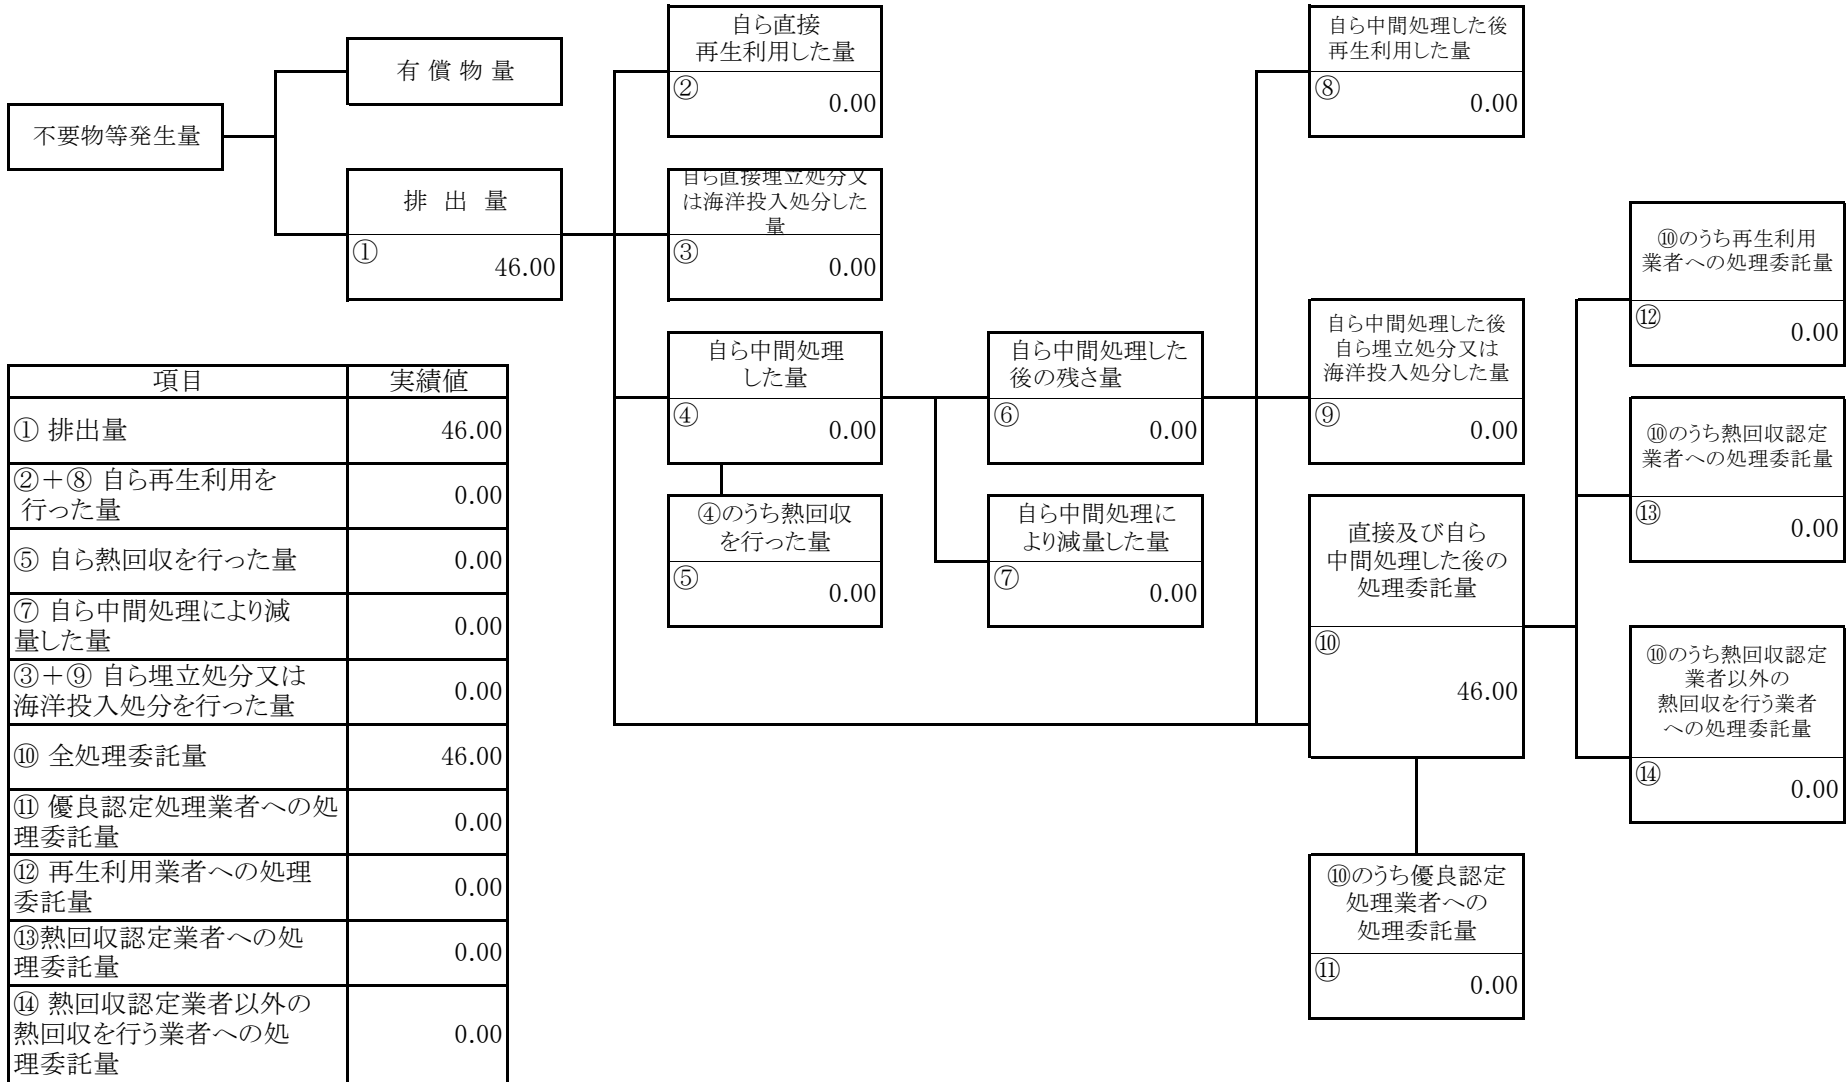 不要物等発生量
有 償 物 量
排 出 量
①
46.00
自ら直接
再生利用した量
②
0.00
自ら直接埋立処分又
は海洋投入処分した
量
③
0.00
自ら中間処理
した量
④
0.00
④のうち熱回収
を行った量
⑤
0.00
自ら中間処理した
後の残さ量
⑥
0.00
自ら中間処理に
より減量した量
⑦
0.00
自ら中間処理した後
再生利用した量
⑧
0.00
自ら中間処理した後
自ら埋立処分又は
海洋投入処分した量
⑨
0.00
直接及び自ら
中間処理した後の
処理委託量
⑩
46.00
⑩のうち優良認定
処理業者への
処理委託量
⑪
0.00
⑩のうち再生利用
業者への処理委託量
⑫
0.00
⑩のうち熱回収認定
業者への処理委託量
⑬
0.00
⑩のうち熱回収認定
業者以外の
熱回収を行う業者
への処理委託量
⑭
0.00
項目 実績値
① 排出量 46.00
②＋⑧ 自ら再生利用を
行った量 0.00
⑤ 自ら熱回収を行った量 0.00
⑦ 自ら中間処理により減
量した量 0.00
③＋⑨ 自ら埋立処分又は
海洋投入処分を行った量 0.00
⑩ 全処理委託量 46.00
⑪ 優良認定処理業者への処
理委託量 0.00
⑫ 再生利用業者への処理
委託量 0.00
⑬熱回収認定業者への処
理委託量 0.00
⑭ 熱回収認定業者以外の
熱回収を行う業者への処
理委託量 0.00